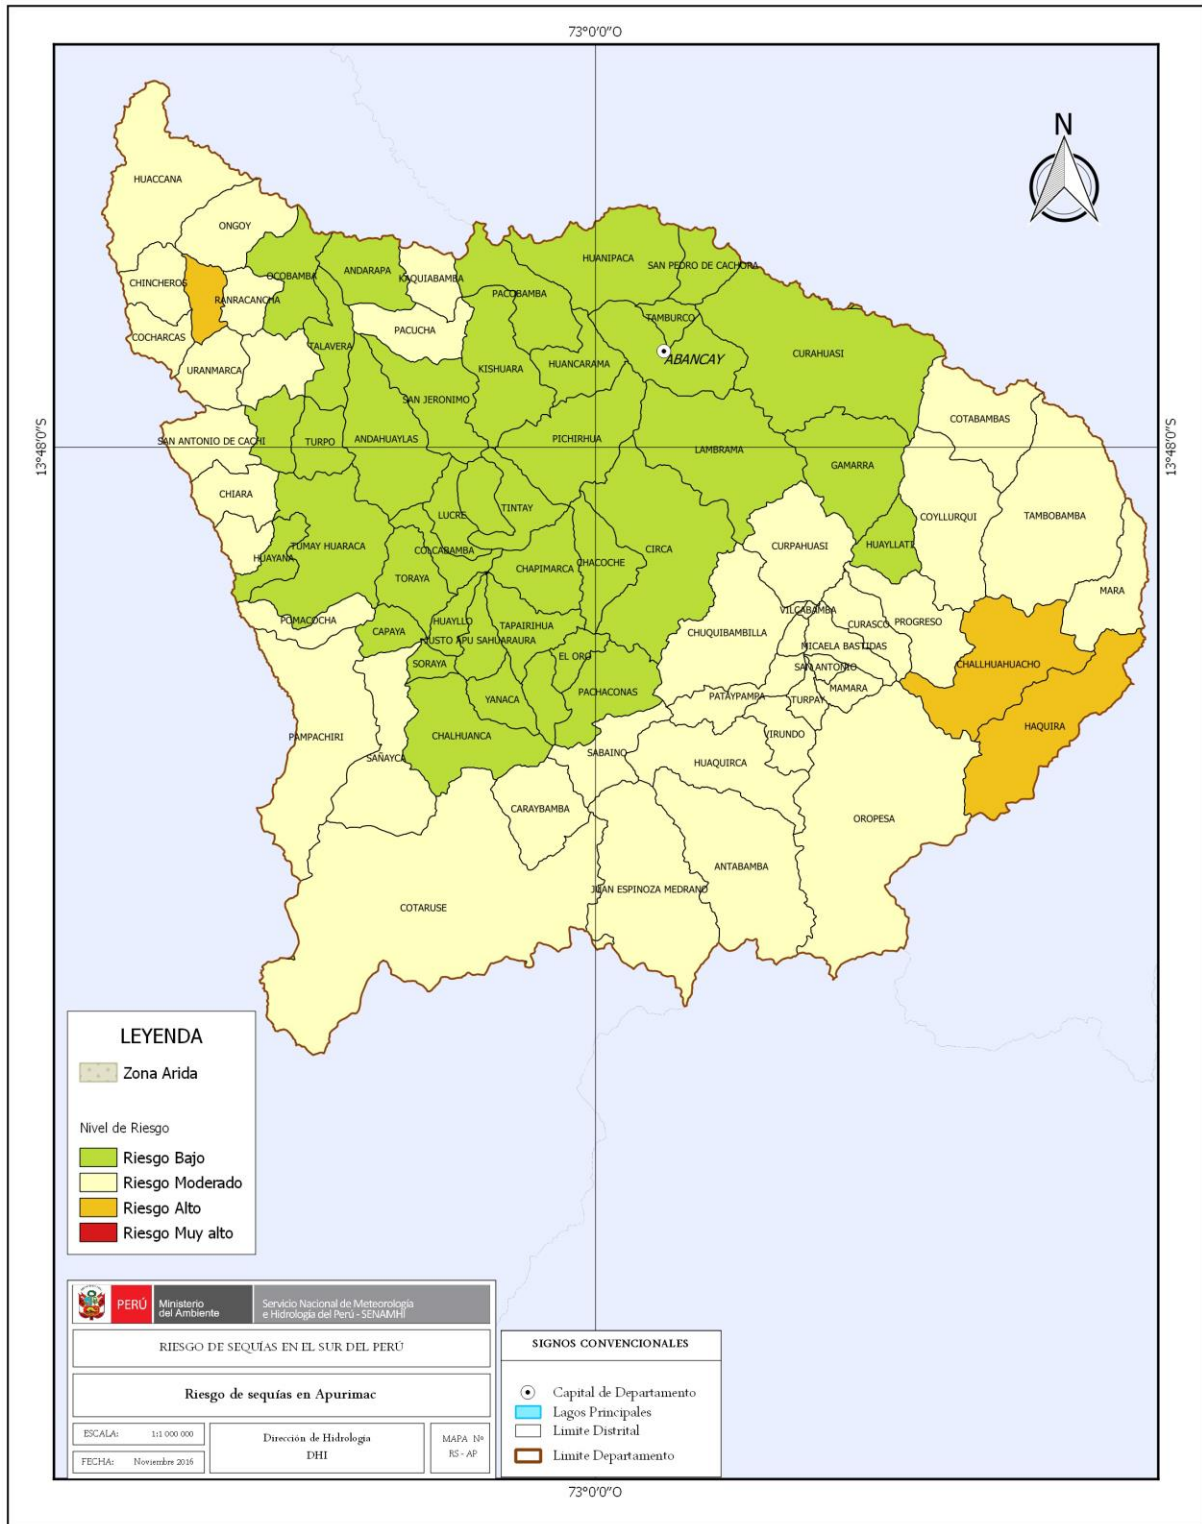 73°0'0"O
N
HUACCANA
ONGOY
CHINCHEROS
RANRACANCHA
OCOBAMBA
ANDARAPA
KAQUIABAMBA
HUANIPACA
SAN PEDRO DE CACHORA
PACOBAMBA
COCHARCAS
PACUCHA
TAMBURCO
URANMARCA
TALAVERA
ABANCAY
CURAHUASI
KISHUARA
HUANCARAMA
SAN JERONIMO
COTABAMBAS
SAN ANTONIO DE CACHI
TURPO
ANDAHUAYLAS
PICHIRHUA
LAMBRAMA
GAMARRA
13°48'0"S
13°48'0"S
CHIARA
TINTAY
LUCRE
COYLLURQUI
TAMBOBAMBA
HUAYANA
TUMAY HUARACA
COLCABAMBA
CIRCA
CURPAHUASI
HUAYLLATI
CHACOCHE
CHAPIMARCA
TORAYA
MARA
VILCABAMBA
POMACOCHA
CAPAYA
HUAYLLO
TAPAIRIHUA
CURASCO
PROGRESO
CHUQUIBAMBILLA
JUSTO APU SAHUARAURA
MICAELA BASTIDAS
SORAYA
EL ORO
SAN ANTONIO
CHALLHUAHUACHO
MAMARA
YANACA
PACHACONAS
PATAYPAMPA
TURPAY
HAQUIRA
PAMPACHIRI
CHALHUANCA
VIRUNDO
SAÑAYCA
SABAINO
HUAQUIRCA
CARAYBAMBA
OROPESA
ANTABAMBA
JUAN ESPINOZA MEDRANO
COTARUSE
LEYENDA
Zona Arida
Nivel de Riesgo
Riesgo Bajo
Riesgo Moderado
Riesgo Alto
Riesgo Muy alto
PERÚ
Ministerio
del Ambiente
Servicio Nacional de Meteorología
e Hidrología del Perú - SENAMHI
RIESGO DE SEQUÍAS EN EL SUR DEL PERÚ
Riesgo de sequías en Apurimac
ESCALA: 1:1 000 000
FECHA: Noviembre 2016
Dirección de Hidrología
DHI
MAPA Nº
RS - AP
SIGNOS CONVENCIONALES
Capital de Departamento
Lagos Principales
Limite Distrital
Limite Departamento
73°0'0"O